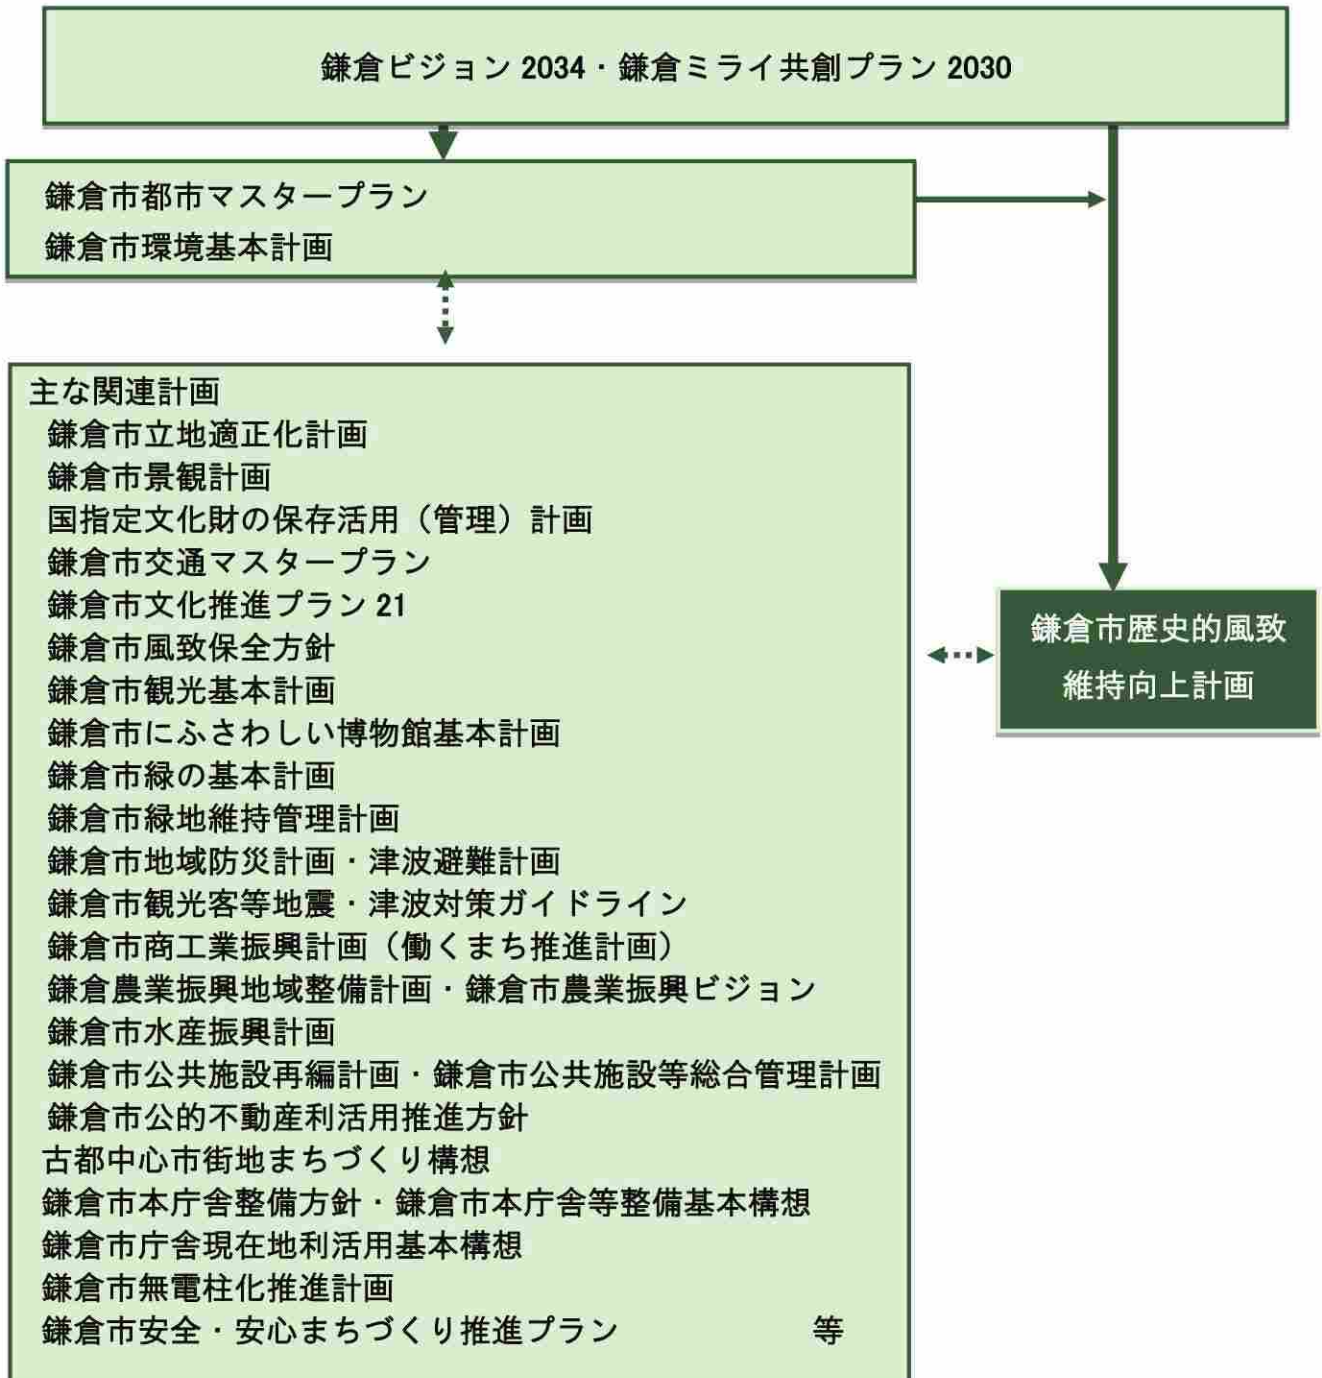 鎌倉ビジョン 2034・鎌倉ミライ共創プラン 2030
鎌倉市都市マスタープラン
鎌倉市環境基本計画
主な関連計画
鎌倉市立地適正化計画
鎌倉市景観計画
国指定文化財の保存活用（管理）計画
鎌倉市交通マスタープラン
鎌倉市文化推進プラン 21
鎌倉市風致保全方針
鎌倉市観光基本計画
鎌倉市にふさわしい博物館基本計画
鎌倉市緑の基本計画
鎌倉市緑地維持管理計画
鎌倉市地域防災計画・津波避難計画
鎌倉市観光客等地震・津波対策ガイドライン
鎌倉市商工業振興計画（働くまち推進計画）
鎌倉農業振興地域整備計画・鎌倉市農業振興ビジョン
鎌倉市水産振興計画
鎌倉市公共施設再編計画・鎌倉市公共施設等総合管理計画
鎌倉市公的不動産利活用推進方針
古都中心市街地まちづくり構想
鎌倉市本庁舎整備方針・鎌倉市本庁舎等整備基本構想
鎌倉市庁舎現在地利活用基本構想
鎌倉市無電柱化推進計画
鎌倉市安全・安心まちづくり推進プラン 等
鎌倉市歴史的風致
維持向上計画